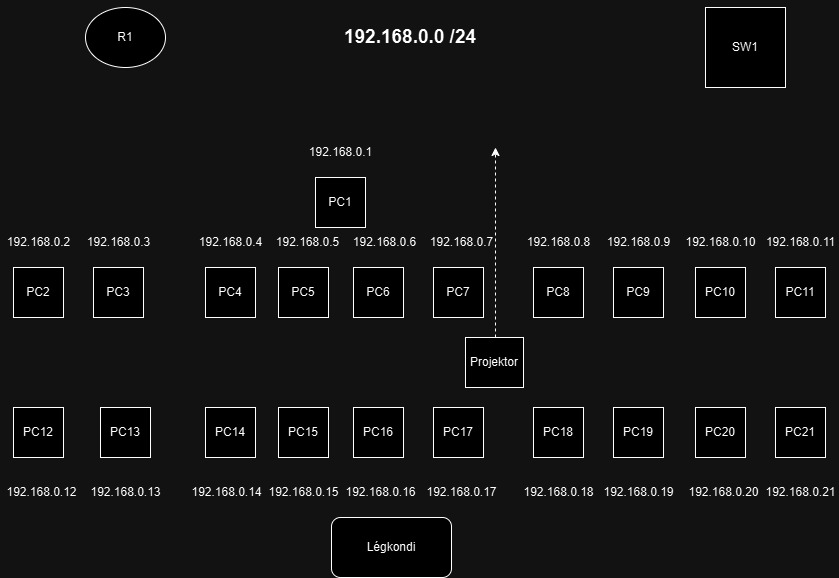 R1
192.168.0.0 /24
SW1
192.168.0.1
PC1
192.168.0.2
192.168.0.3
192.168.0.4
192.168.0.5
192.168.0.6
192.168.0.7
192.168.0.8
192.168.0.9
192.168.0.10
192.168.0.11
PC2
PC3
PC4
PC5
PC6
PC7
PC8
PC9
PC10
PC11
Projektor
PC12
PC13
PC14
PC15
PC16
PC17
PC18
PC19
PC20
PC21
192.168.0.12
192.168.0.13
192.168.0.14
192.168.0.15
192.168.0.16
192.168.0.17
192.168.0.18
192.168.0.19
192.168.0.20
192.168.0.21
Légkondi